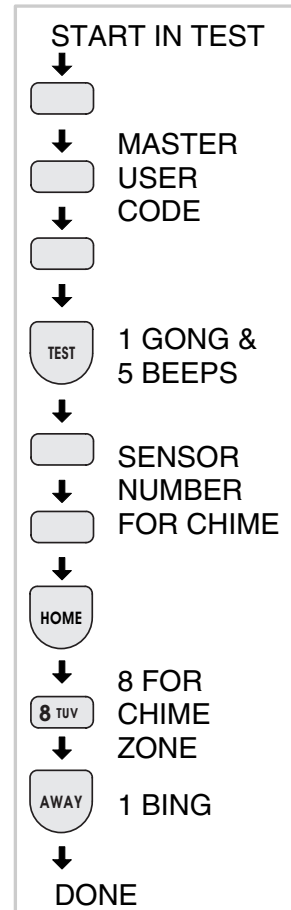 START IN TEST
MASTER
USER
CODE
TEST
1 GONG &
5 BEEPS
SENSOR
NUMBER
FOR CHIME
HOME
8 FOR
8 TUV
CHIME
ZONE
AWAY
1 BING
DONE